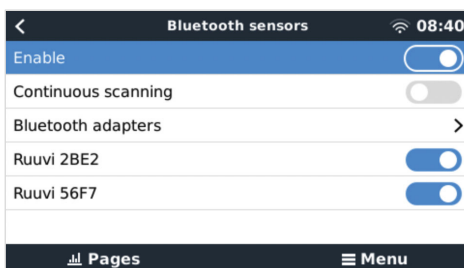 Bluetooth sensors 08:40
Enable
Continuous scanning
Bluetooth adapters
Ruuvi 2BE2
Ruuvi 56F7
Pages Menu